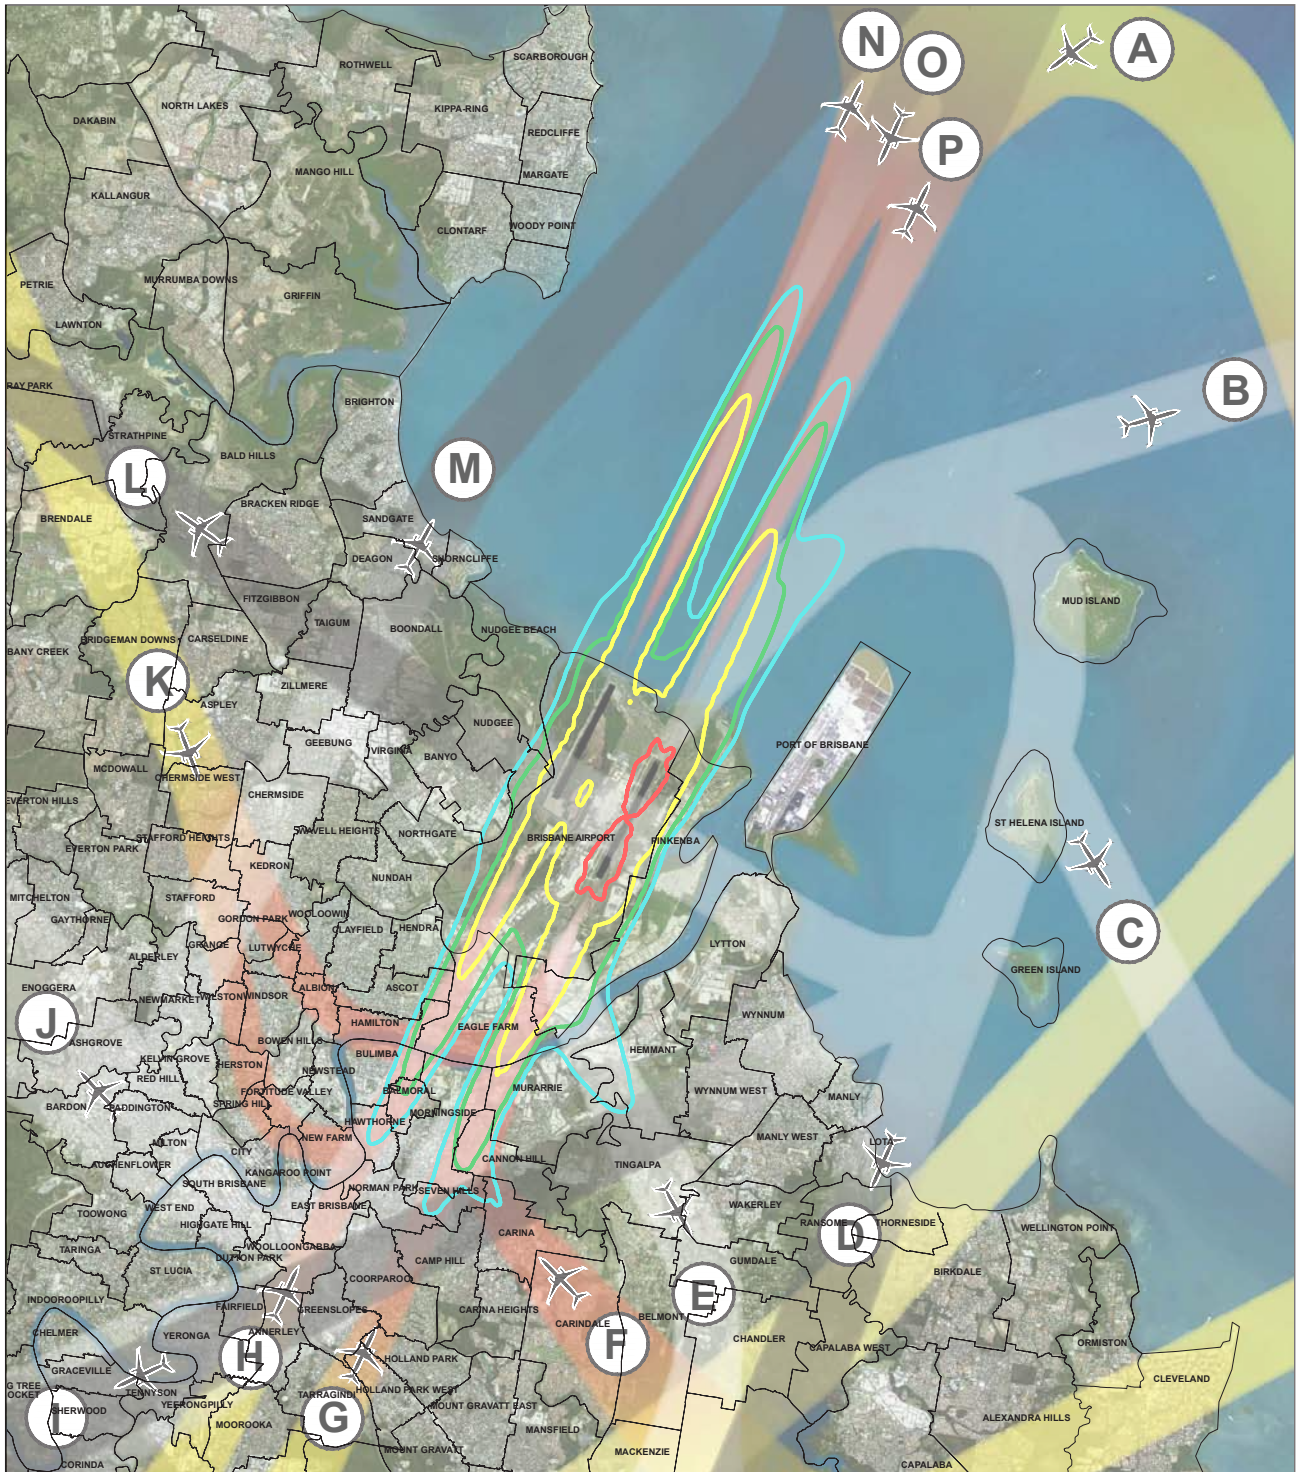 N
O
A
SCARBOROUGH
ROTHWELL
NORTH LAKES
KIPPA-RING
DAKABIN
REDCLIFFE
P
MANGO HILL
MARGATE
KALLANGUR
CLONTARF
WOODY POINT
MURRUMBA DOWNS
PETRIE
GRIFFIN
LAWNTON
RAY PARK
B
BRIGHTON
STRATHPINE
BALD HILLS
M
L
BRACKEN RIDGE
BRENDALE
SANDGATE
DEAGON
SHORNCLIFFE
FITZGIBBON
MUD ISLAND
TAIGUM
BOONDALL
NUDGEE BEACH
BRIDGEMAN DOWNS
CARSELDINE
BANY CREEK
K
ZILLMERE
ASPLEY
NUDGEE
GEEBUNG
VIRGINIA
BANYO
PORT OF BRISBANE
MCDOWALL
CHERMSIDE WEST
CHERMSIDE
EVERTON HILLS
ST HELENA ISLAND
WAVELL HEIGHTS
NORTHGATE
STAFFORD HEIGHTS
BRISBANE AIRPORT
PINKENBA
EVERTON PARK
KEDRON
NUNDAH
MITCHELTON
STAFFORD
GAYTHORNE
GORDON PARK
WOOLOOWIN
CLAYFIELD
HENDRA
C
GRANGE
LUTWYCHE
LYTTON
ALDERLEY
GREEN ISLAND
ENOGGERA
ALBION
ASCOT
NEWMARKET
WILSTON
WINDSOR
WYNNUM
J
HAMILTON
EAGLE FARM
ASHGROVE
BOWEN HILLS
BULIMBA
HEMMANT
KELVIN GROVE
HERSTON
NEWSTEAD
RED HILL
FORTITUDE VALLEY
BALMORAL
MURARRIE
WYNNUM WEST
MANLY
BARDON
PADDINGTON
SPRING HILL
MORNINGSIDE
HAWTHORNE
MILTON
NEW FARM
MANLY WEST
LOTA
CITY
CANNON HILL
AUCHENFLOWER
TINGALPA
KANGAROO POINT
SOUTH BRISBANE
NORMAN PARK
SEVEN HILLS
WEST END
EAST BRISBANE
WAKERLEY
TOOWONG
HIGHGATE HILL
RANSOME
THORNESIDE
WELLINGTON POINT
D
CARINA
WOOLLOONGABBA
TARINGA
DUTTON PARK
CAMP HILL
GUMDALE
ST LUCIA
COORPAROO
BIRKDALE
INDOOROOPILLY
E
FAIRFIELD
GREENSLOPES
CARINA HEIGHTS
BELMONT
CARINDALE
CHELMER
YERONGA
ANNERLEY
CHANDLER
F
ORMISTON
CAPALABA WEST
H
HOLLAND PARK
GRACEVILLE
CLEVELAND
G TREE
OCKET
TENNYSON
TARRAGINDI
HOLLAND PARK WEST
YEERONGPILLY
MOUNT GRAVATT EAST
I
SHERWOOD
G
ALEXANDRA HILLS
MOOROOKA
MANSFIELD
MOUNT GRAVATT
MACKENZIE
CORINDA
CAPALABA